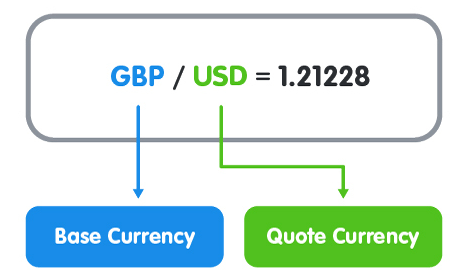 GBP / USD = 1.21228
Base Currency
Quote Currency